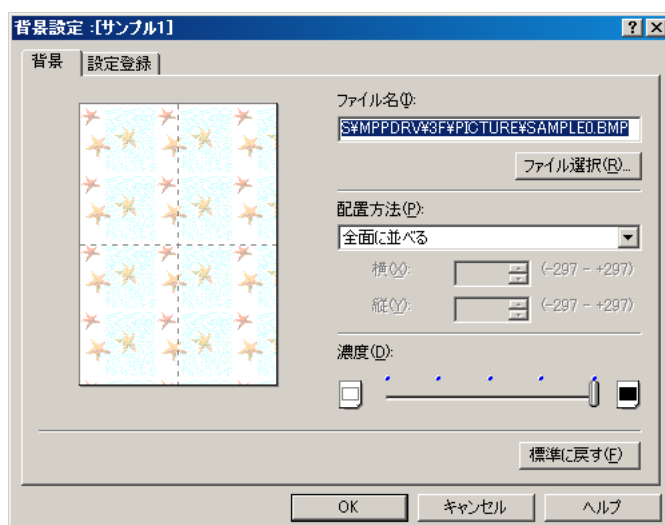 背景設定 :[サンプル1]
背景
設定登録
ファイル名(I):
S¥MPPDRV¥3F¥PICTURE¥SAMPLE0.BMP
ファイル選択(R)...
配置方法(P):
全面に並べる
横(X): (-297 - +297)
縦(Y): (-297 - +297)
濃度(D):
標準に戻す(F)
OK キャンセル ヘルプ